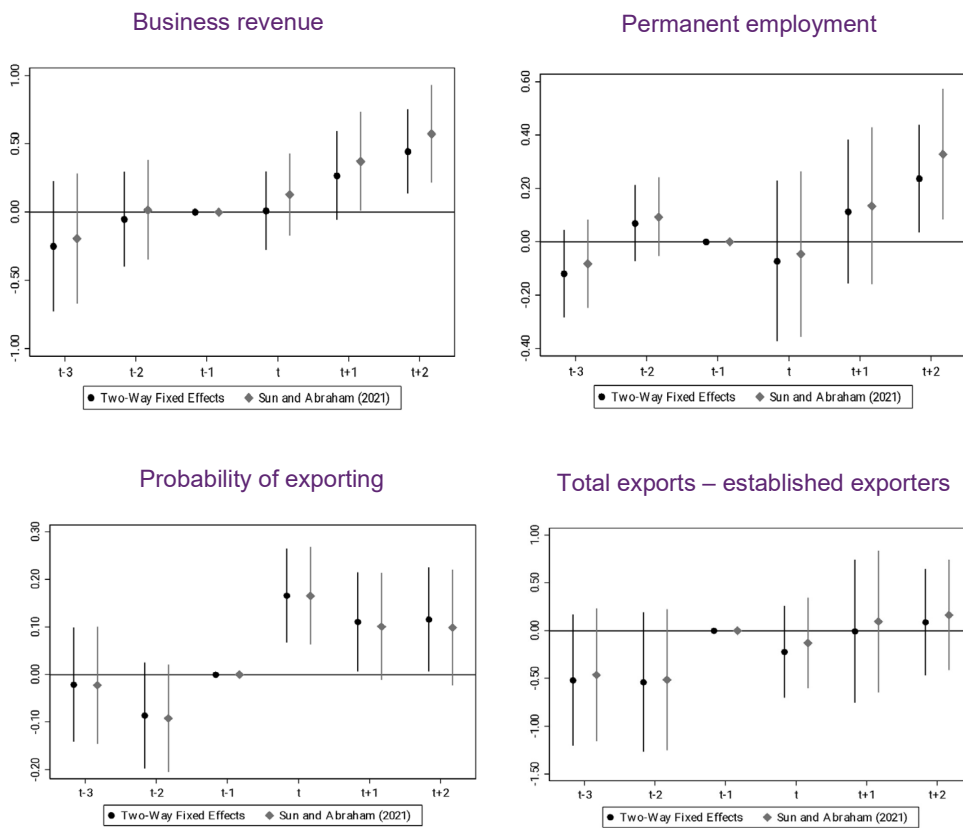 Business revenue
1.00
0.50
0.00
-0.50
-1.00
t-3 t-2 t-1 t t+1 t+2
Two-Way Fixed Effects Sun and Abraham (2021)
Permanent employment
0.60
0.40
0.20
0.00
-0.20
-0.40
t-3 t-2 t-1 t t+1 t+2
Two-Way Fixed Effects Sun and Abraham (2021)
Probability of exporting
0.30
0.20
0.10
0.00
-0.10
-0.20
t-3 t-2 t-1 t t+1 t+2
Two-Way Fixed Effects Sun and Abraham (2021)
Total exports – established exporters
1.00
0.50
0.00
-0.50
-1.00
-1.50
t-3 t-2 t-1 t t+1 t+2
Two-Way Fixed Effects Sun and Abraham (2021)